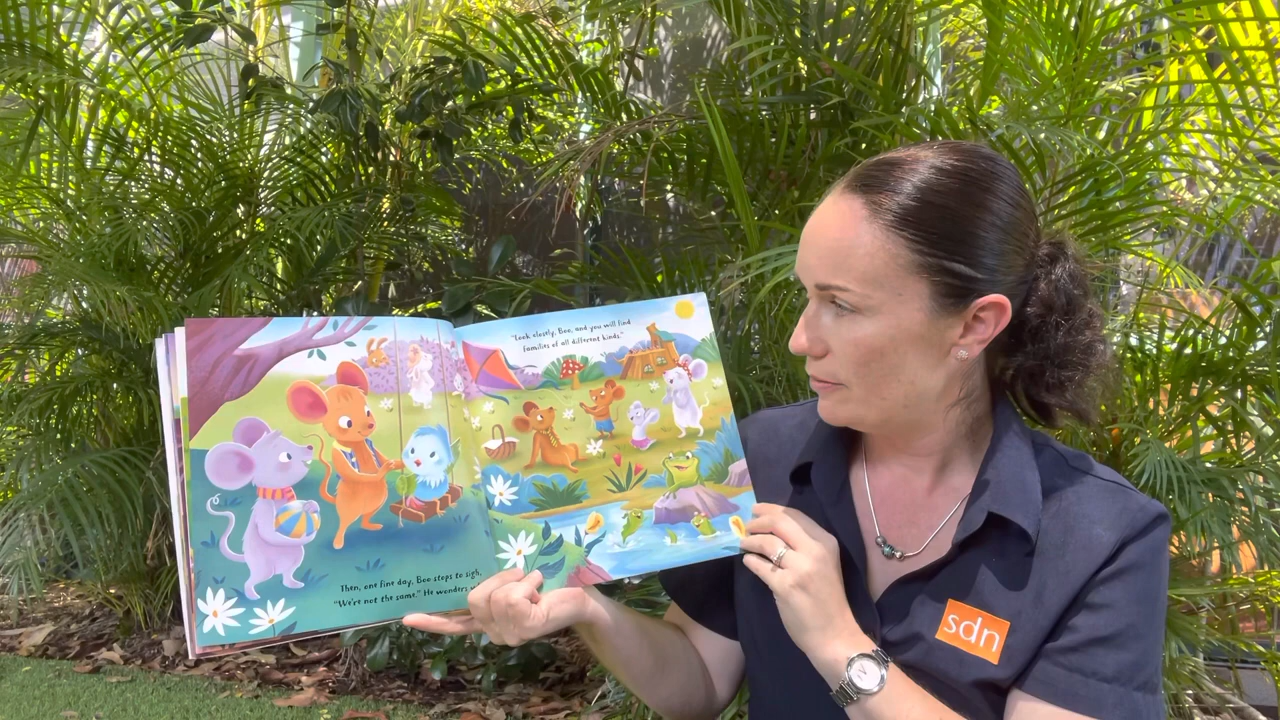 Then, one fine day, Boo stops to sigh,
"We're not the same." He wonders
"Look closely, Boo, and you will find
families of all different kinds."
sdn